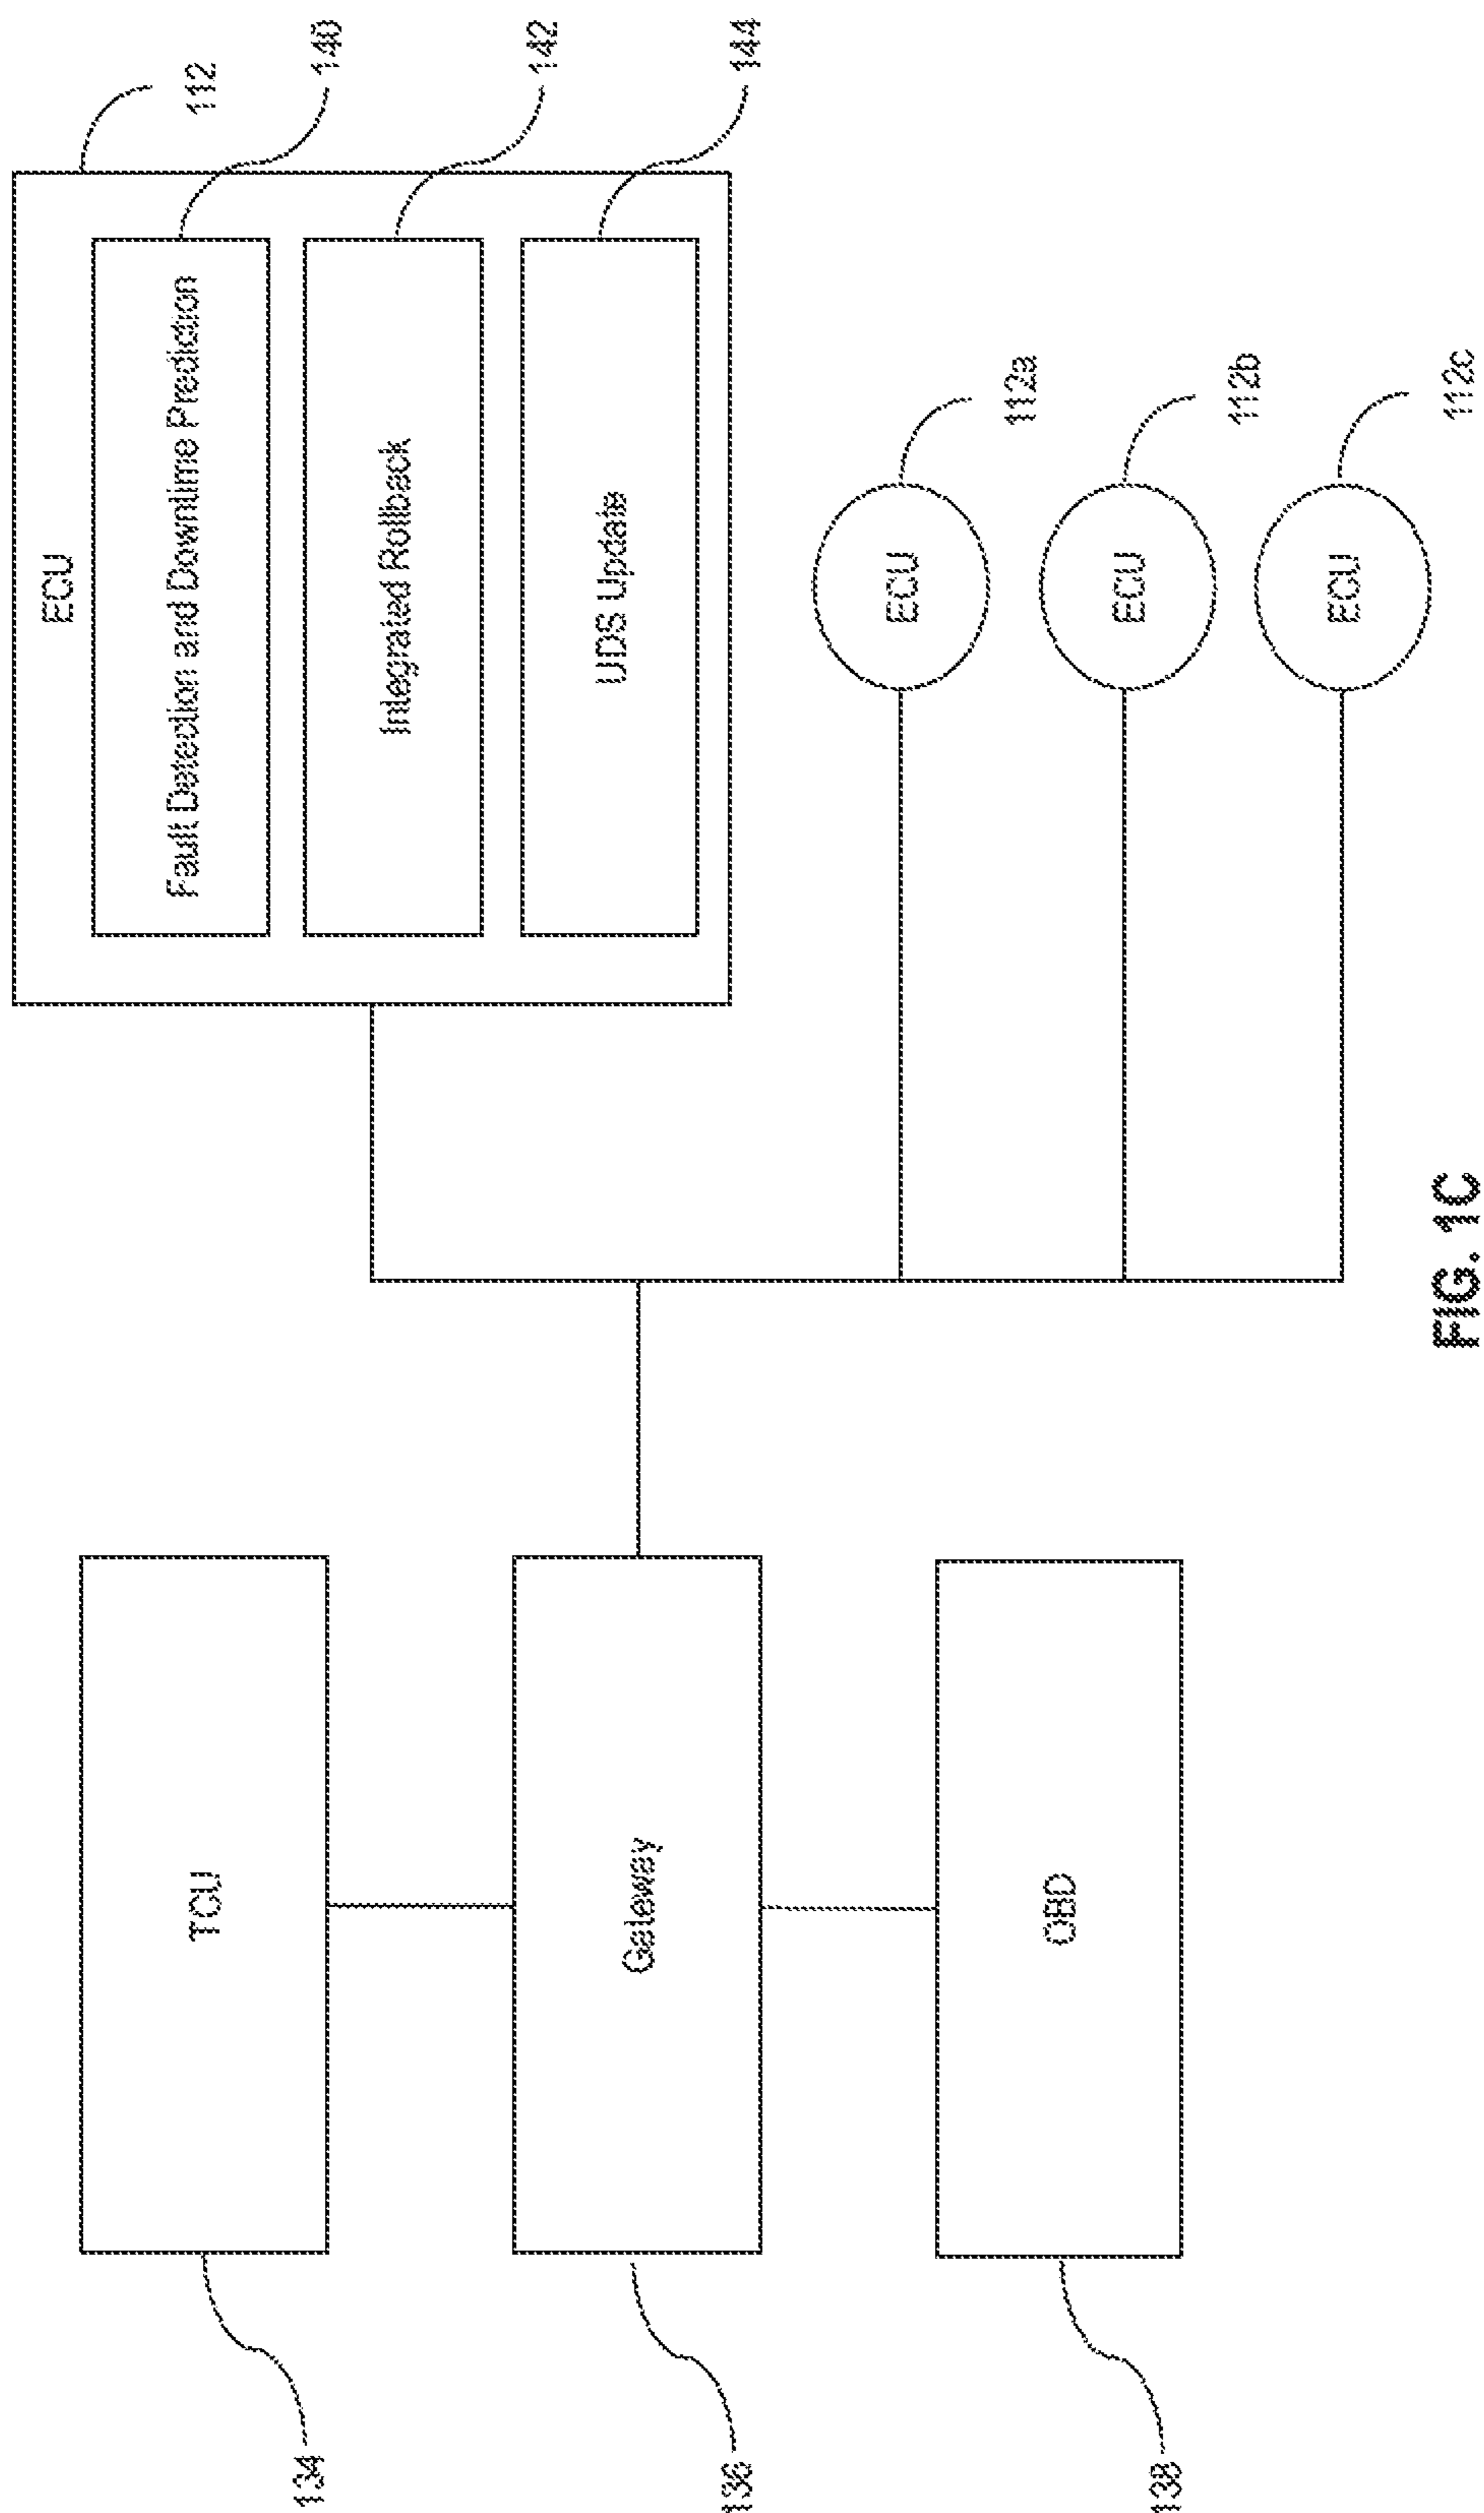 ECU
112
Fault Detection and Downtime Prediction
140
Integrated Rollback
142
UDS Update
144
TCU
134
Gateway
136
OBD
138
ECU
112a
ECU
112b
ECU
112c
FIG. 1C